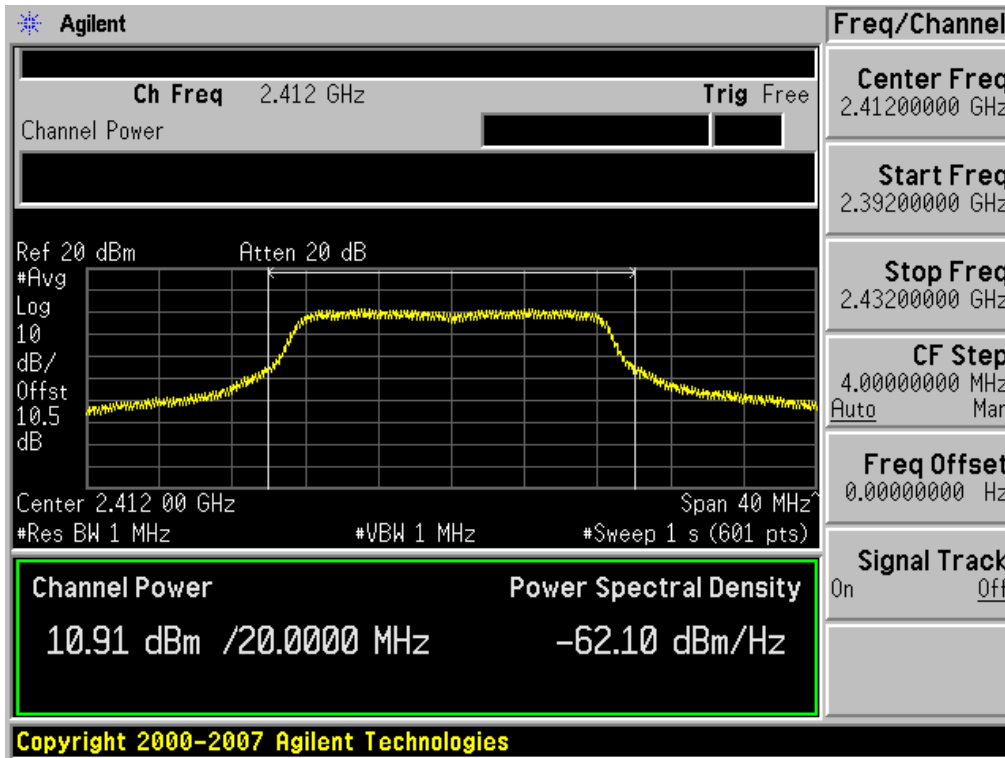 Agilent
Ch Freq 2.412 GHz Trig Free
Channel Power
Ref 20 dBm Atten 20 dB
#Avg
Log
10
dB/
Offst
10.5
dB
Center 2.412 00 GHz Span 40 MHz^
#Res BW 1 MHz #VBW 1 MHz #Sweep 1 s (601 pts)
Channel Power Power Spectral Density
10.91 dBm /20.0000 MHz -62.10 dBm/Hz
Copyright 2000-2007 Agilent Technologies
Freq/Channel
Center Freq
2.41200000 GHz
Start Freq
2.39200000 GHz
Stop Freq
2.43200000 GHz
CF Step
4.00000000 MHz
Auto Man
Freq Offset
0.00000000 Hz
Signal Track
On Off